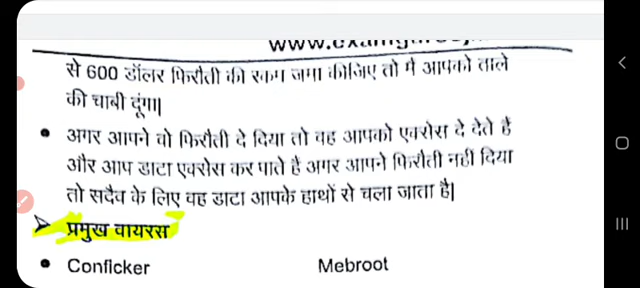 से 600 डॉलर फिरौती की रकम जमा कीजिए तो मैं आपको ताले
की चाबी दूंगा|
• अगर आपने वो फिरौती दे दिया तो वह आपको एक्सेस दे देते हैं
और आप डाटा एक्सेस कर पाते हैं अगर आपने फिरौती नहीं दिया
तो सदैव के लिए वह डाटा आपके हाथों से चला जाता है|
➢ प्रमुख वायरस
• Conficker Mebroot